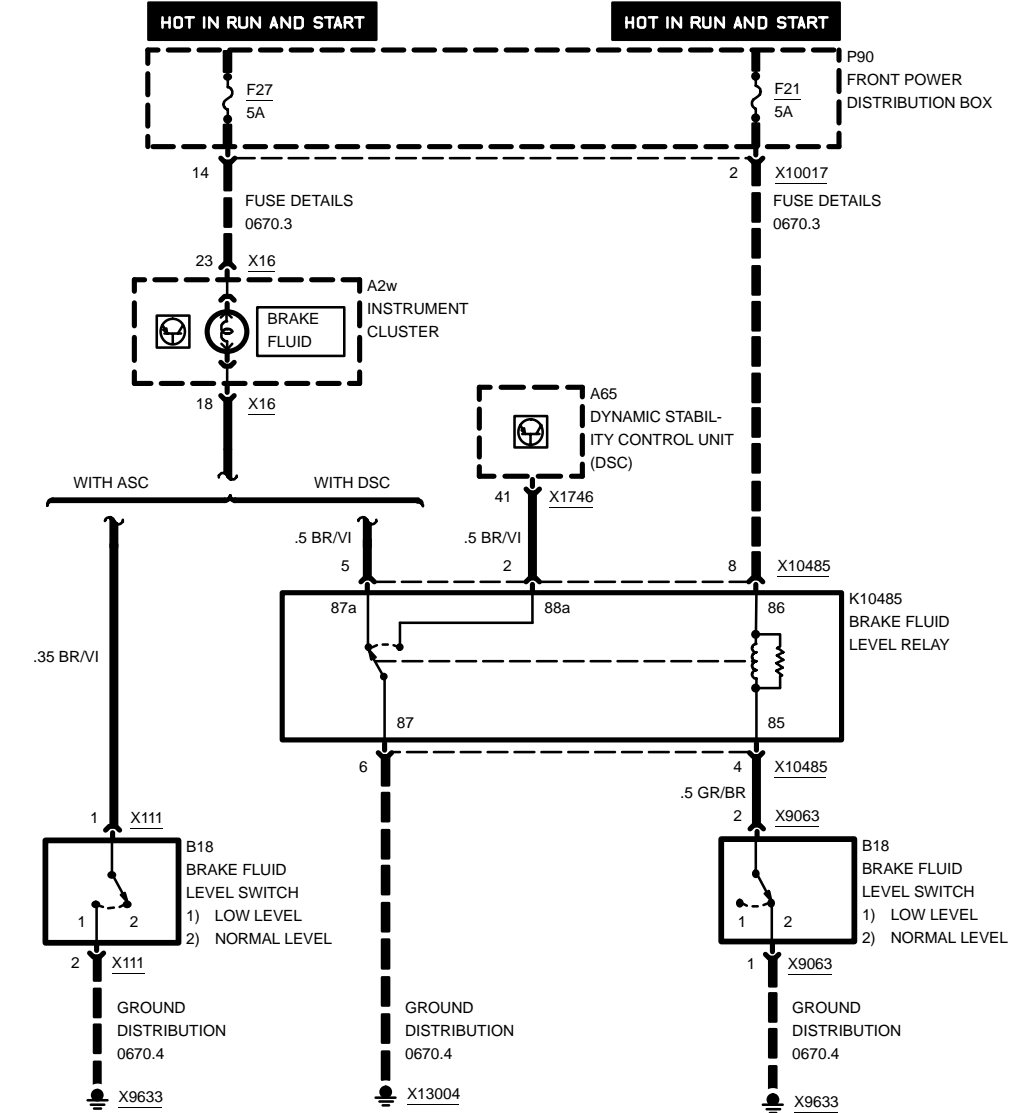 HOT IN RUN AND START
HOT IN RUN AND START
P90
FRONT POWER
DISTRIBUTION BOX
F27
5A
F21
5A
14
2
X10017
FUSE DETAILS
0670.3
FUSE DETAILS
0670.3
23
X16
A2w
INSTRUMENT
CLUSTER
BRAKE
FLUID
18
X16
A65
DYNAMIC STABIL-
ITY CONTROL UNIT
(DSC)
WITH ASC
WITH DSC
41
X1746
.5 BR/VI
.5 BR/VI
5
2
8
X10485
87a
88a
86
K10485
BRAKE FLUID
LEVEL RELAY
.35 BR/VI
87
85
6
4
X10485
.5 GR/BR
1
X111
2
X9063
B18
BRAKE FLUID
LEVEL SWITCH
1) LOW LEVEL
2) NORMAL LEVEL
1
2
B18
BRAKE FLUID
LEVEL SWITCH
1) LOW LEVEL
2) NORMAL LEVEL
1
2
2
X111
1
X9063
GROUND
DISTRIBUTION
0670.4
GROUND
DISTRIBUTION
0670.4
GROUND
DISTRIBUTION
0670.4
X9633
X13004
X9633